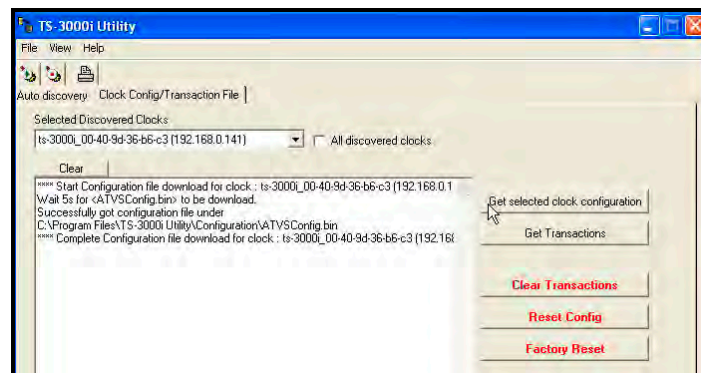 TS-3000i Utility
File View Help
Auto discovery Clock Config/Transaction File
Selected Discovered Clocks
ts-3000i_00-40-9d-36-b6-c3 (192.168.0.141)
All discovered clocks
Clear
**** Start Configuration file download for clock : ts-3000i_00-40-9d-36-b6-c3 (192.168.0.1
Wait 5s for <ATVSConfig.bin> to be download.
Successfully got configuration file under
C:\Program Files\TS-3000i Utility\Configuration\ATVSConfig.bin
**** Complete Configuration file download for clock : ts-3000i_00-40-9d-36-b6-c3 (192.168
Get selected clock configuration
Get Transactions
Clear Transactions
Reset Config
Factory Reset